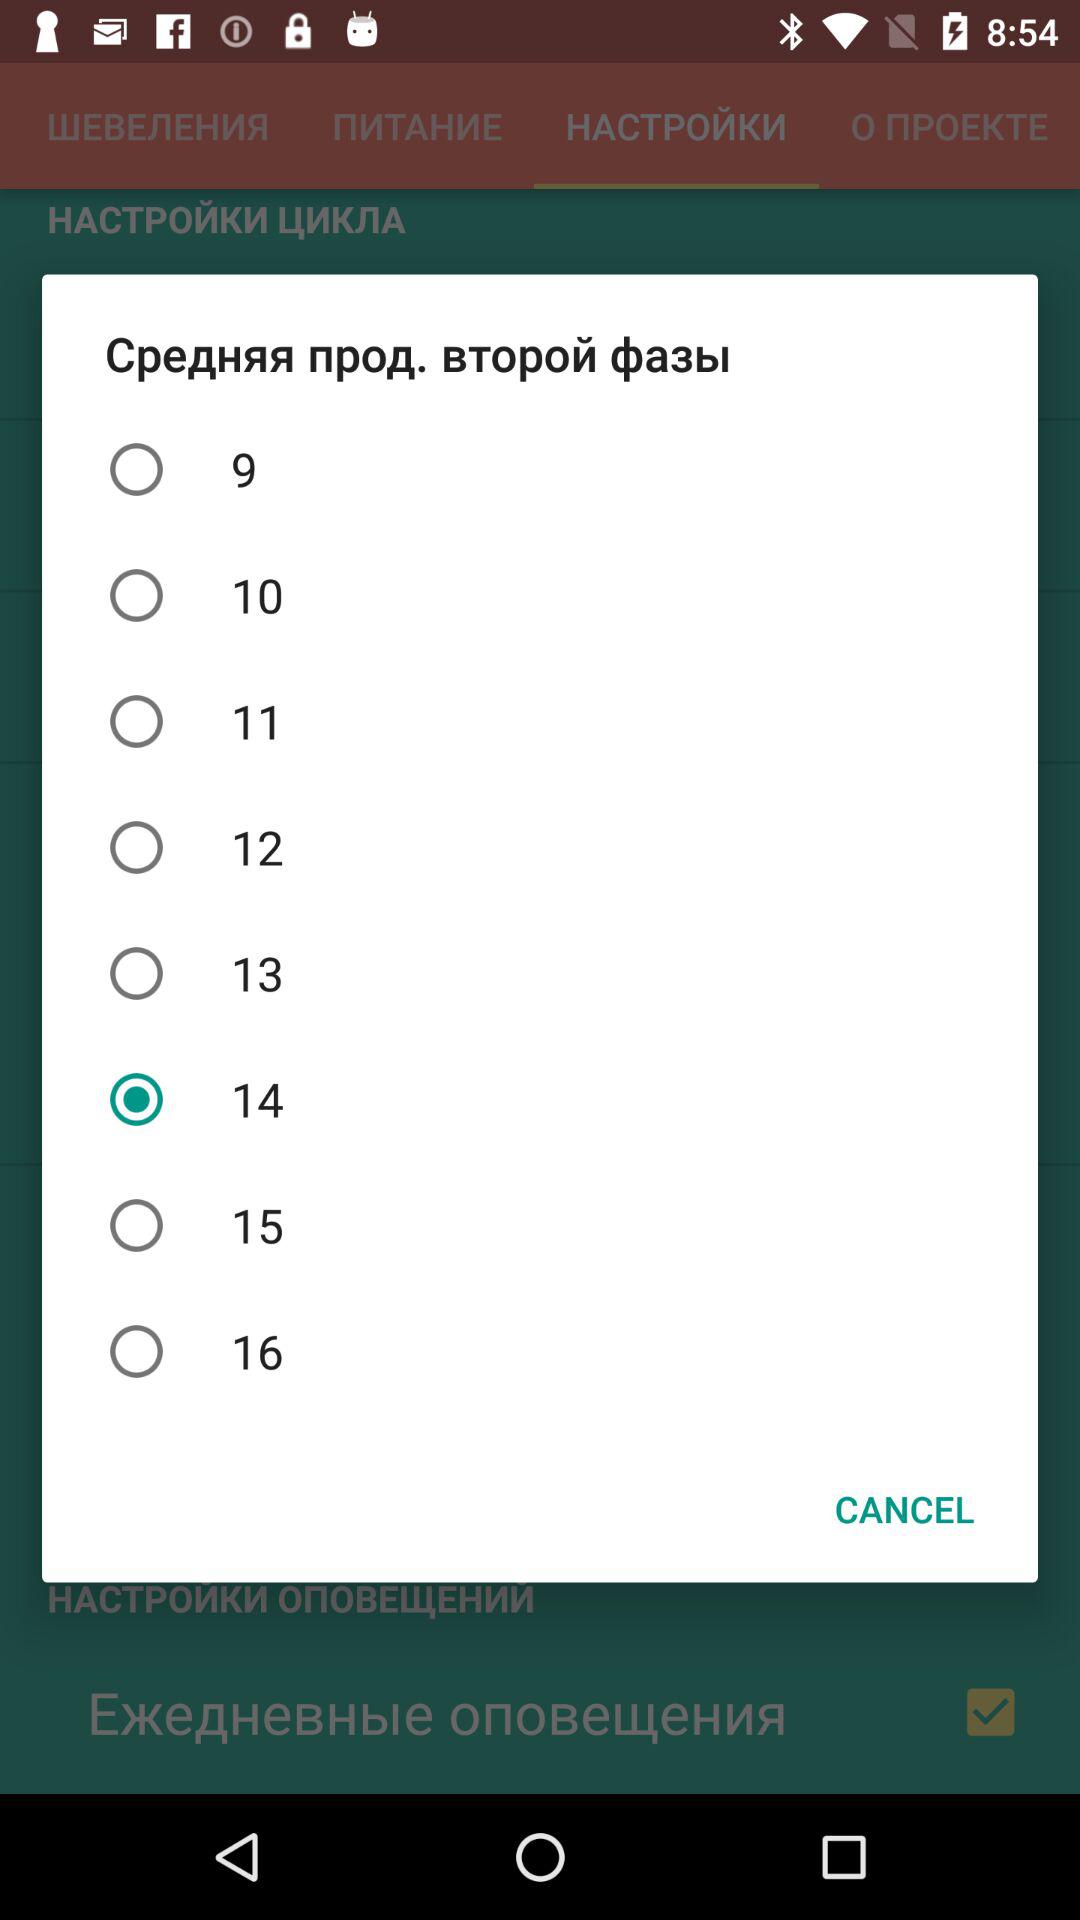 8:54
ШЕВЕЛЕНИЯ ПИТАНИЕ НАСТРОЙКИ О ПРОЕКТЕ
НАСТРОЙКИ ЦИКЛА
Средняя прод. второй фазы
9
10
11
12
13
14
15
16
CANCEL
НАСТРОЙКИ ОПОВЕЩЕНИЙ
Ежедневные оповещения